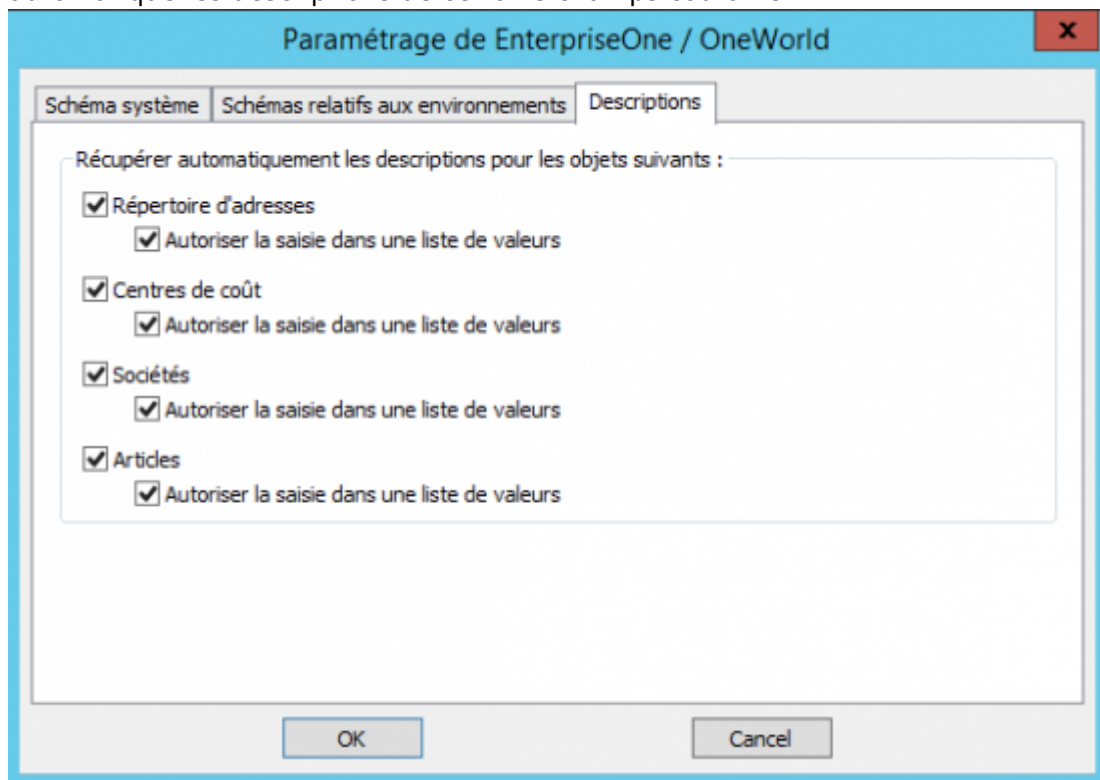 Paramétrage de EnterpriseOne / OneWorld
x
Schéma système Schémas relatifs aux environnements Descriptions
Récupérer automatiquement les descriptions pour les objets suivants :
Répertoire d'adresses
Autoriser la saisie dans une liste de valeurs
Centres de coût
Autoriser la saisie dans une liste de valeurs
Sociétés
Autoriser la saisie dans une liste de valeurs
Articles
Autoriser la saisie dans une liste de valeurs
OK Cancel